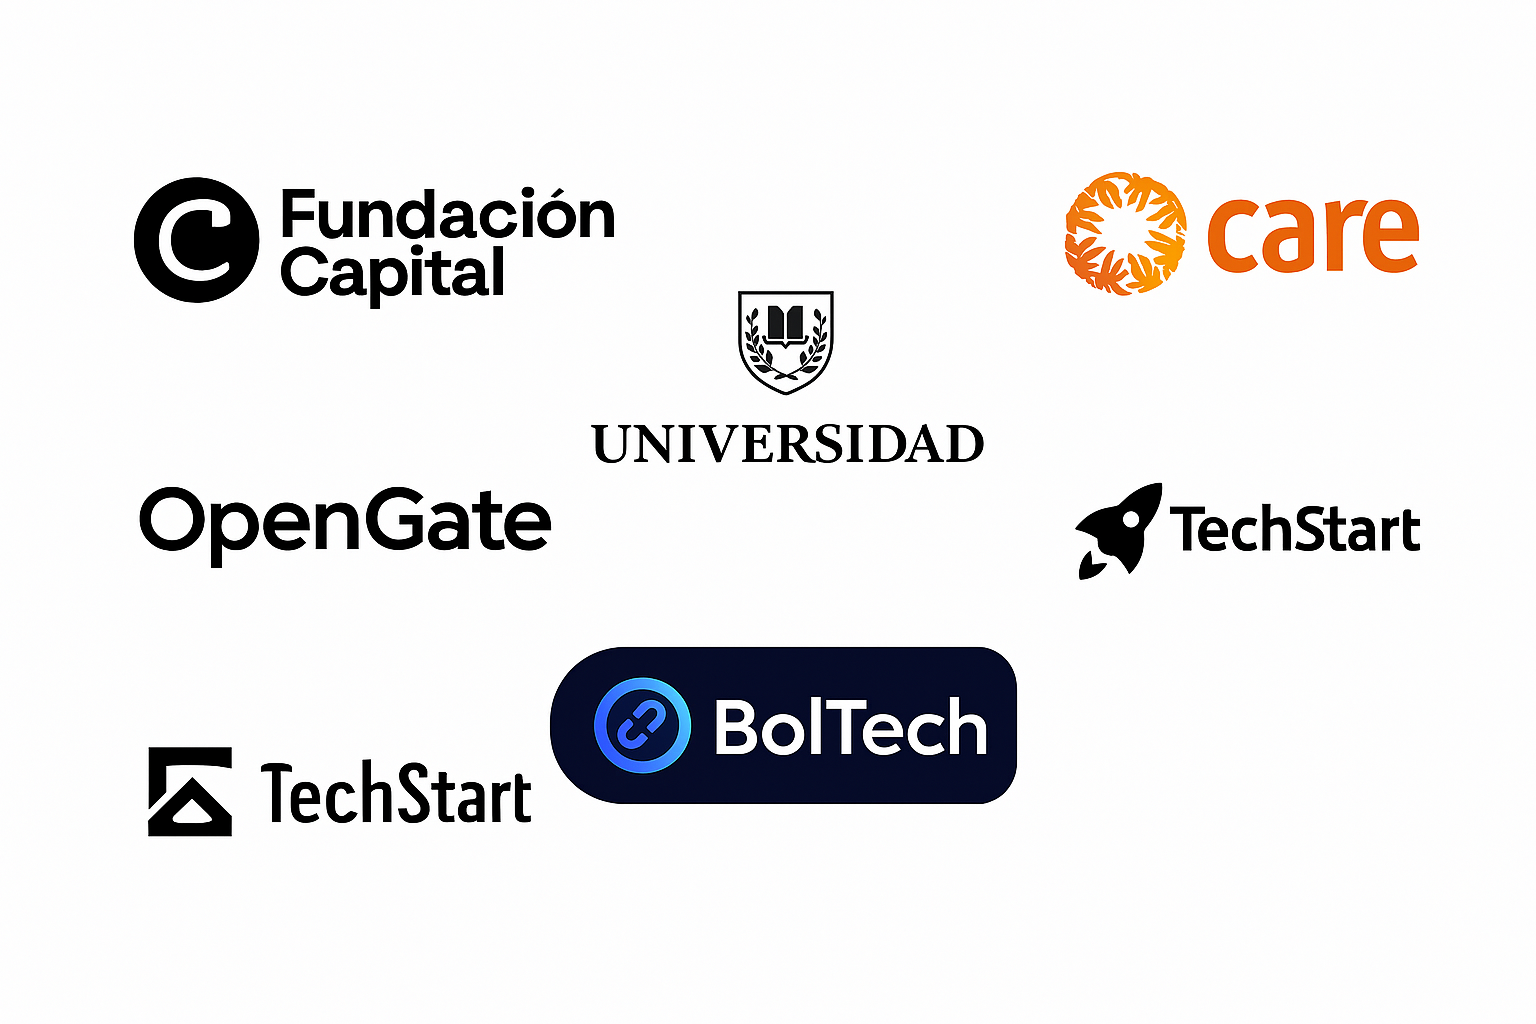 Fundación
Capital
care
UNIVERSIDAD
OpenGate
TechStart
BolTech
TechStart